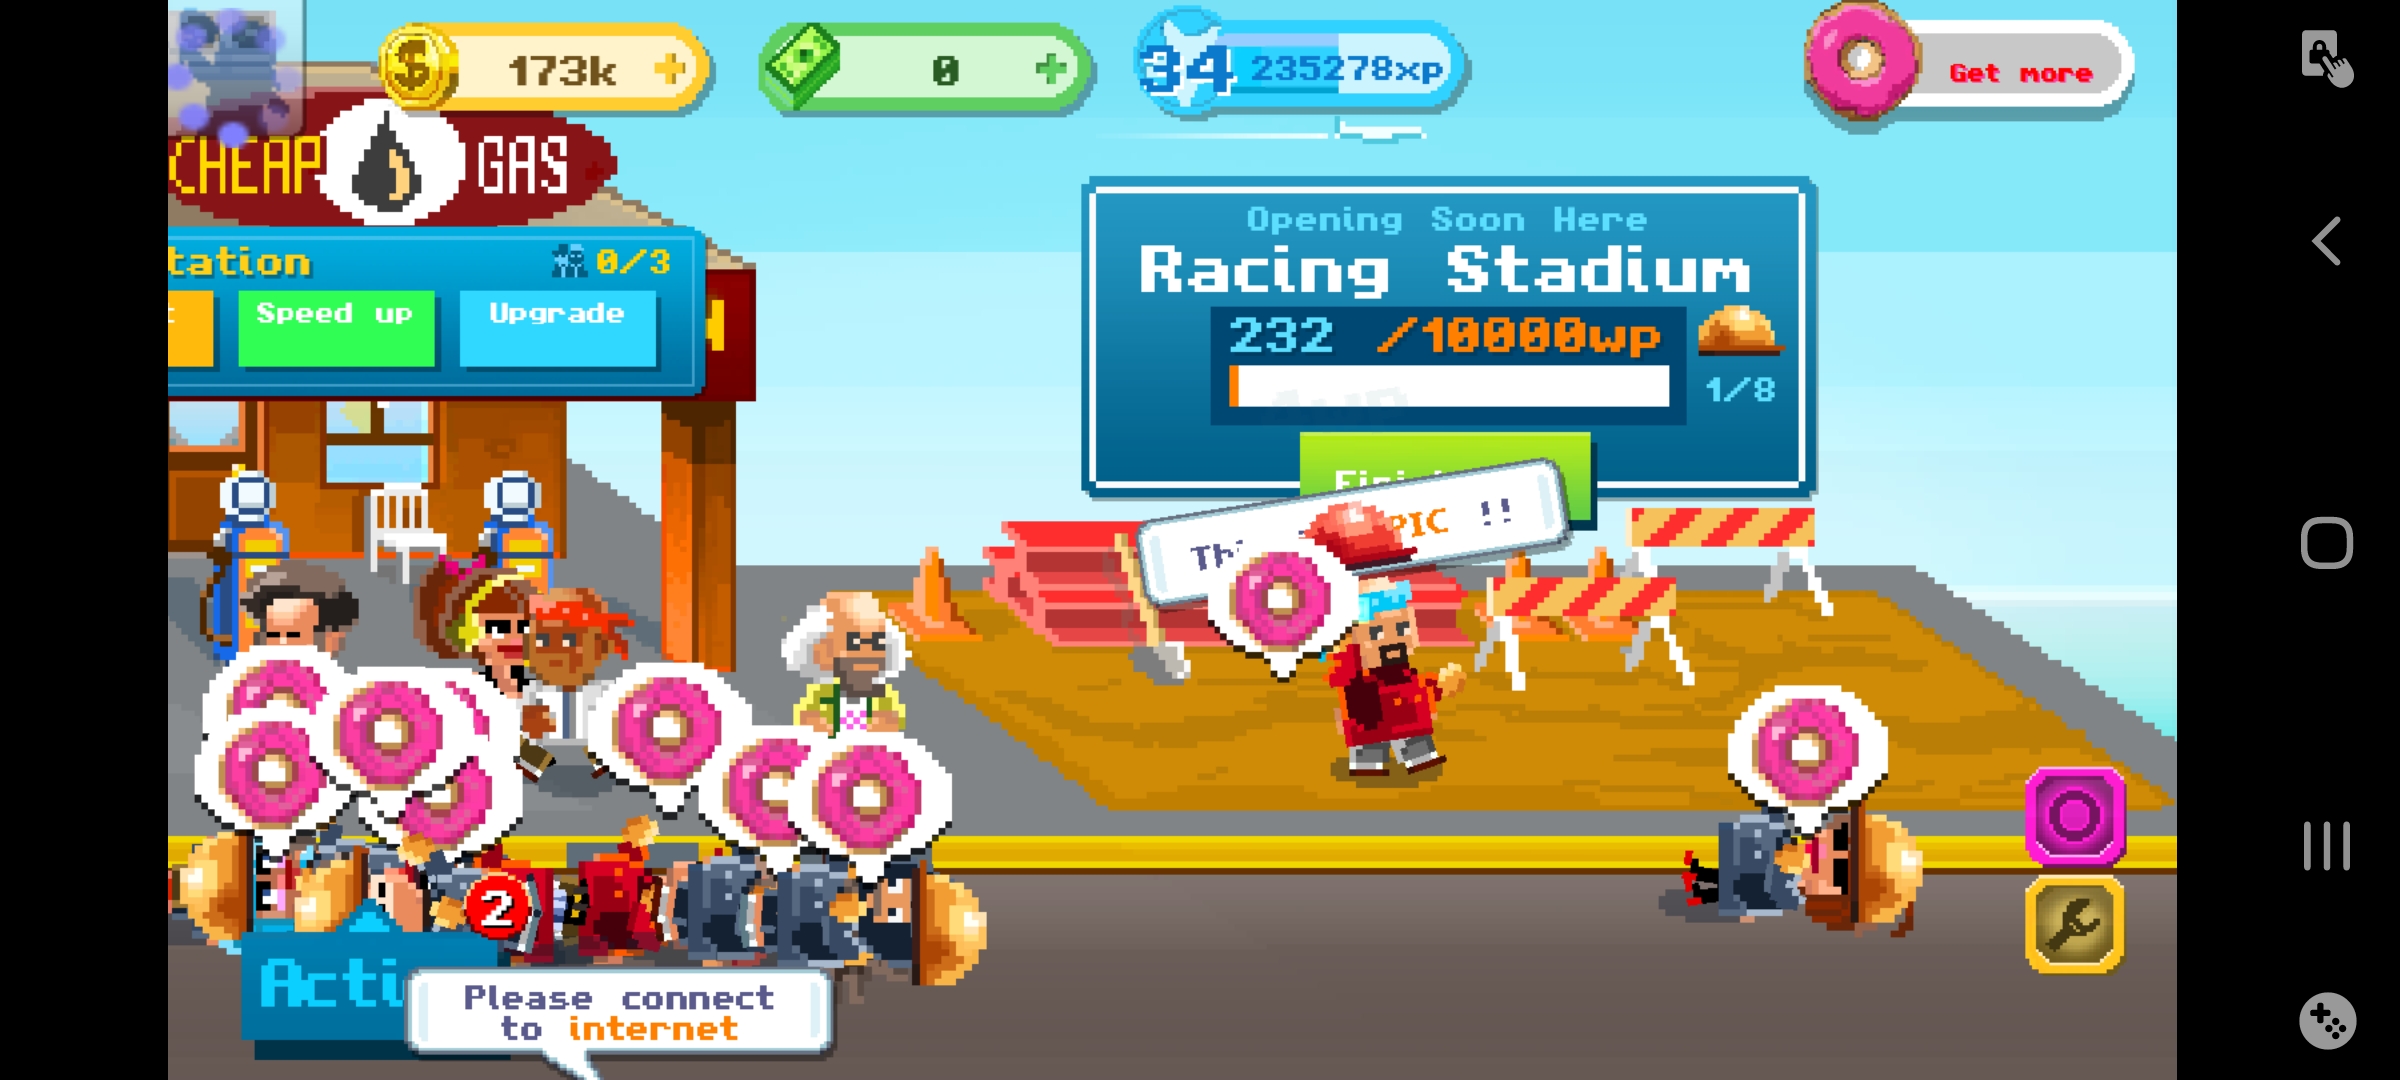 173k
0
34 235278xp
Get more
CHEAP GAS
tation 0/3
Speed up
Upgrade
Opening Soon Here
Racing Stadium
232 /10000wp
1/8
!!
2
Acti
Please connect
to internet